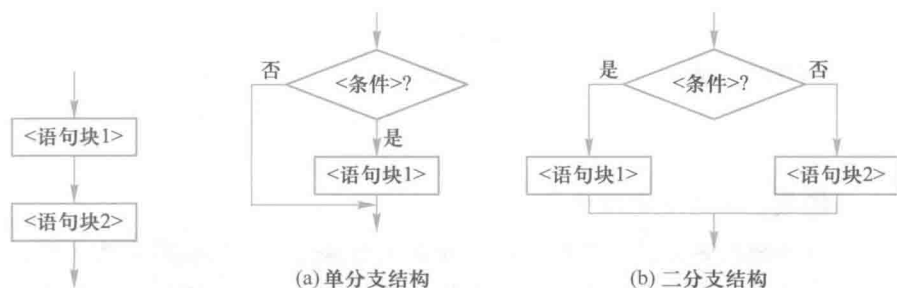 <语句块1>
<语句块2>
否
<条件>?
是
<语句块1>
(a) 单分支结构
是
<条件>?
否
<语句块1>
<语句块2>
(b) 二分支结构